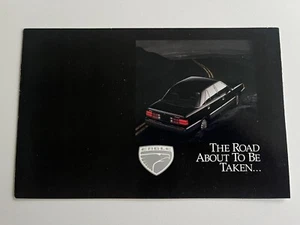 THE ROAD
ABOUT TO BE
TAKEN...